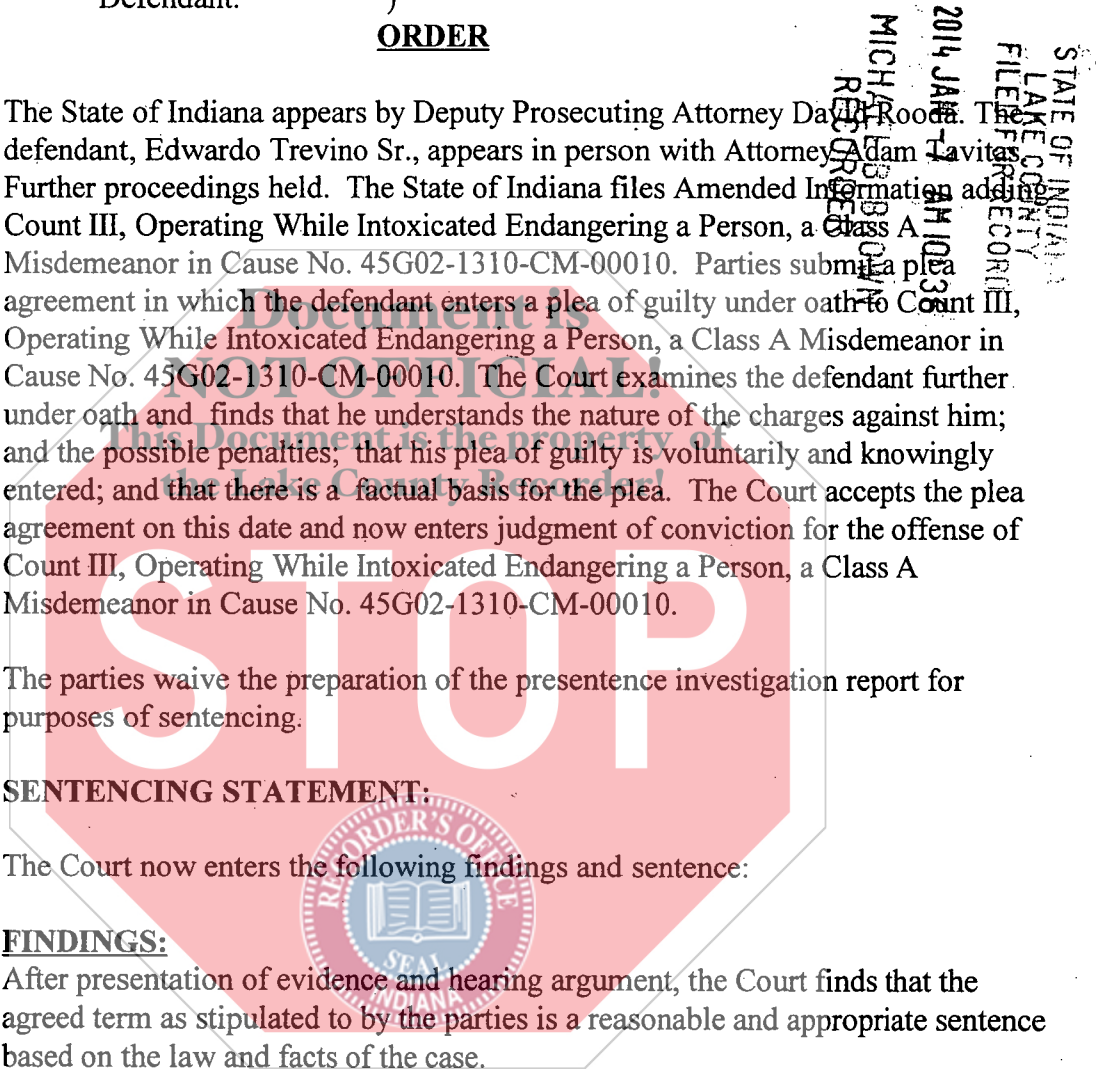 Defendant. )
ORDER
The State of Indiana appears by Deputy Prosecuting Attorney David Rooda. The
defendant, Edwardo Trevino Sr., appears in person with Attorney Adam Tavitas.
Further proceedings held. The State of Indiana files Amended Information adding
Count III, Operating While Intoxicated Endangering a Person, a Class A
Misdemeanor in Cause No. 45G02-1310-CM-00010. Parties submit a plea
agreement in which the defendant enters a plea of guilty under oath to Count III,
Operating While Intoxicated Endangering a Person, a Class A Misdemeanor in
Cause No. 45G02-1310-CM-00010. The Court examines the defendant further
under oath and finds that he understands the nature of the charges against him;
and the possible penalties; that his plea of guilty is voluntarily and knowingly
entered; and that there is a factual basis for the plea. The Court accepts the plea
agreement on this date and now enters judgment of conviction for the offense of
Count III, Operating While Intoxicated Endangering a Person, a Class A
Misdemeanor in Cause No. 45G02-1310-CM-00010.
The parties waive the preparation of the presentence investigation report for
purposes of sentencing.
SENTENCING STATEMENT:
The Court now enters the following findings and sentence:
FINDINGS:
After presentation of evidence and hearing argument, the Court finds that the
agreed term as stipulated to by the parties is a reasonable and appropriate sentence
based on the law and facts of the case.
STATE OF INDIANA
LAKE COUNTY
FILED FOR RECORD
2014 JAN -7 AM 10:
MICHAEL B. BROWN
RECORDER
Document is
NOT OFFICIAL!
This Document is the property of
the Lake County Recorder!
STOP
RECORDER'S OFFICE
SEAL
INDIANA